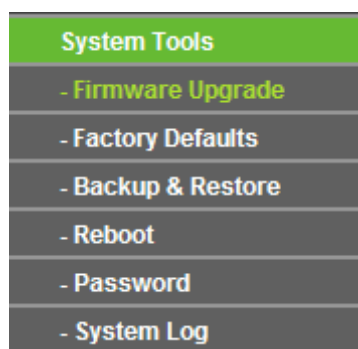 System Tools
- Firmware Upgrade
- Factory Defaults
- Backup & Restore
- Reboot
- Password
- System Log